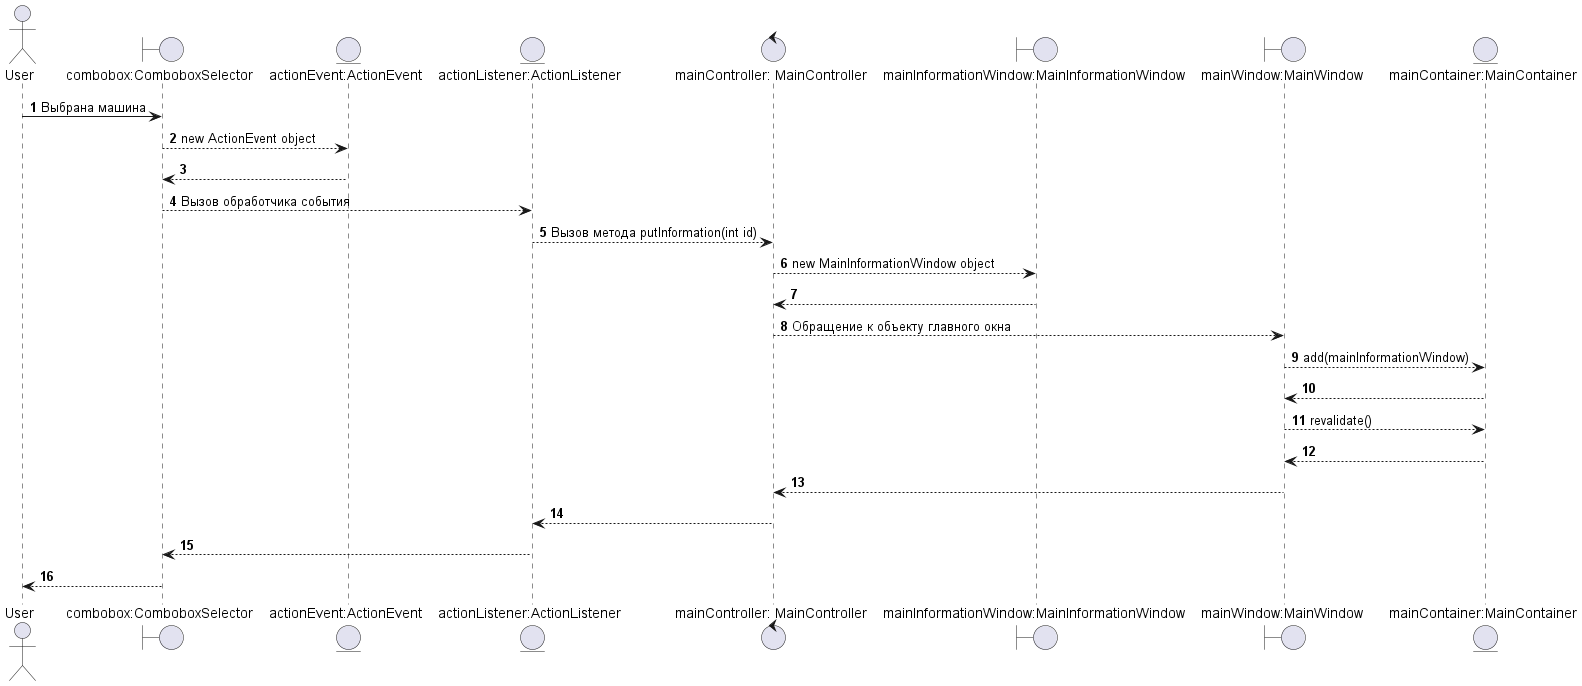 User combobox:ComboboxSelector actionEvent:ActionEvent actionListener:ActionListener mainController: MainController mainInformationWindow:MainInformationWindow mainWindow:MainWindow mainContainer:MainContainer
1 Выбрана машина
2 new ActionEvent object
3
4 Вызов обработчика события
5 Вызов метода putInformation(int id)
6 new MainInformationWindow object
7
8 Обращение к объекту главного окна
9 add(mainInformationWindow)
10
11 revalidate()
12
13
14
15
16
User combobox:ComboboxSelector actionEvent:ActionEvent actionListener:ActionListener mainController: MainController mainInformationWindow:MainInformationWindow mainWindow:MainWindow mainContainer:MainContainer